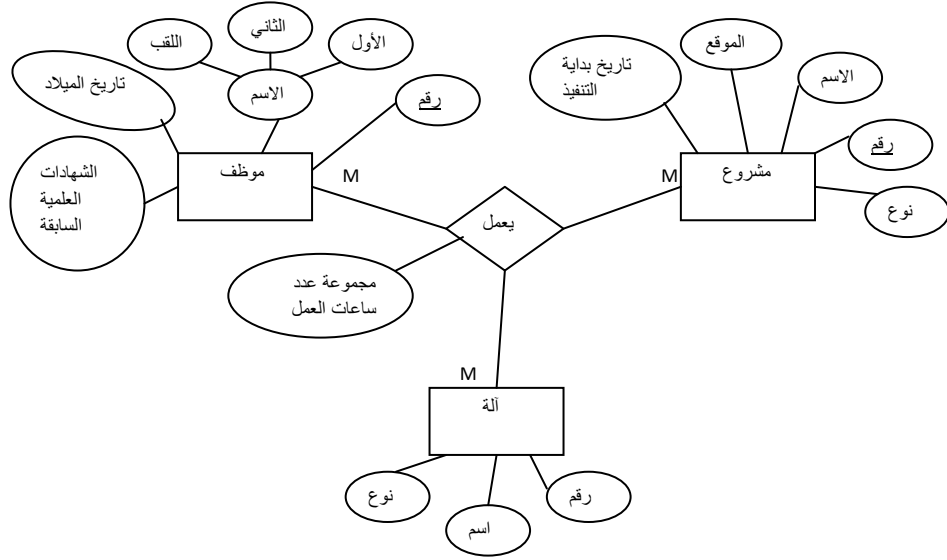 الثاني
الأول
اللقب
الاسم
تاريخ الميلاد
رقم
الشهادات
العلمية
السابقة
موظف
M
الموقع
تاريخ بداية
التنفيذ
الاسم
رقم
نوع
مشروع
M
يعمل
مجموعة عدد
ساعات العمل
M
آلة
نوع
اسم
رقم